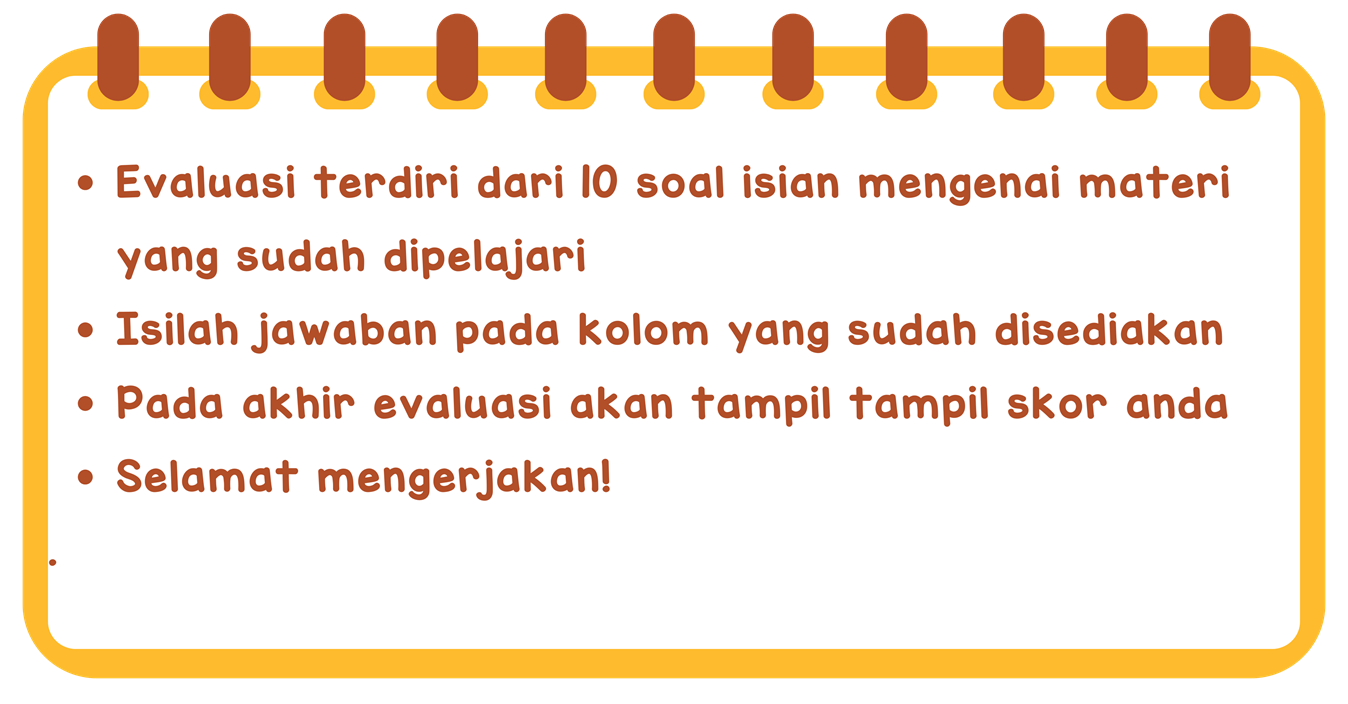 • Evaluasi terdiri dari 10 soal isian mengenai materi
yang sudah dipelajari
• Isilah jawaban pada kolom yang sudah disediakan
• Pada akhir evaluasi akan tampil tampil skor anda
• Selamat mengerjakan!